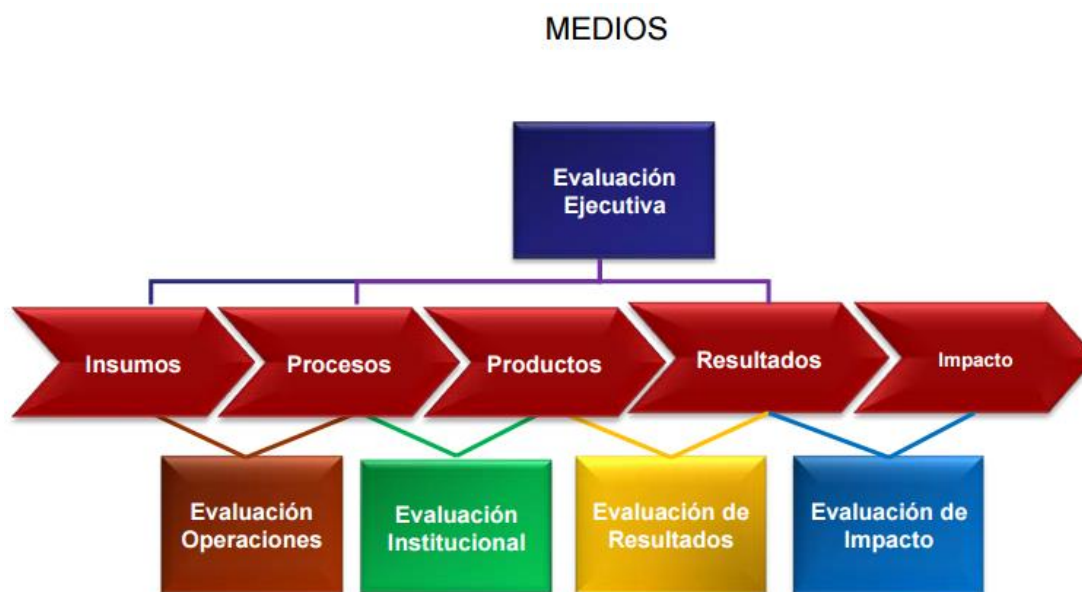 MEDIOS
Evaluación
Ejecutiva
Insumos
Procesos
Productos
Resultados
Impacto
Evaluación
Operaciones
Evaluación
Institucional
Evaluación de
Resultados
Evaluación de
Impacto